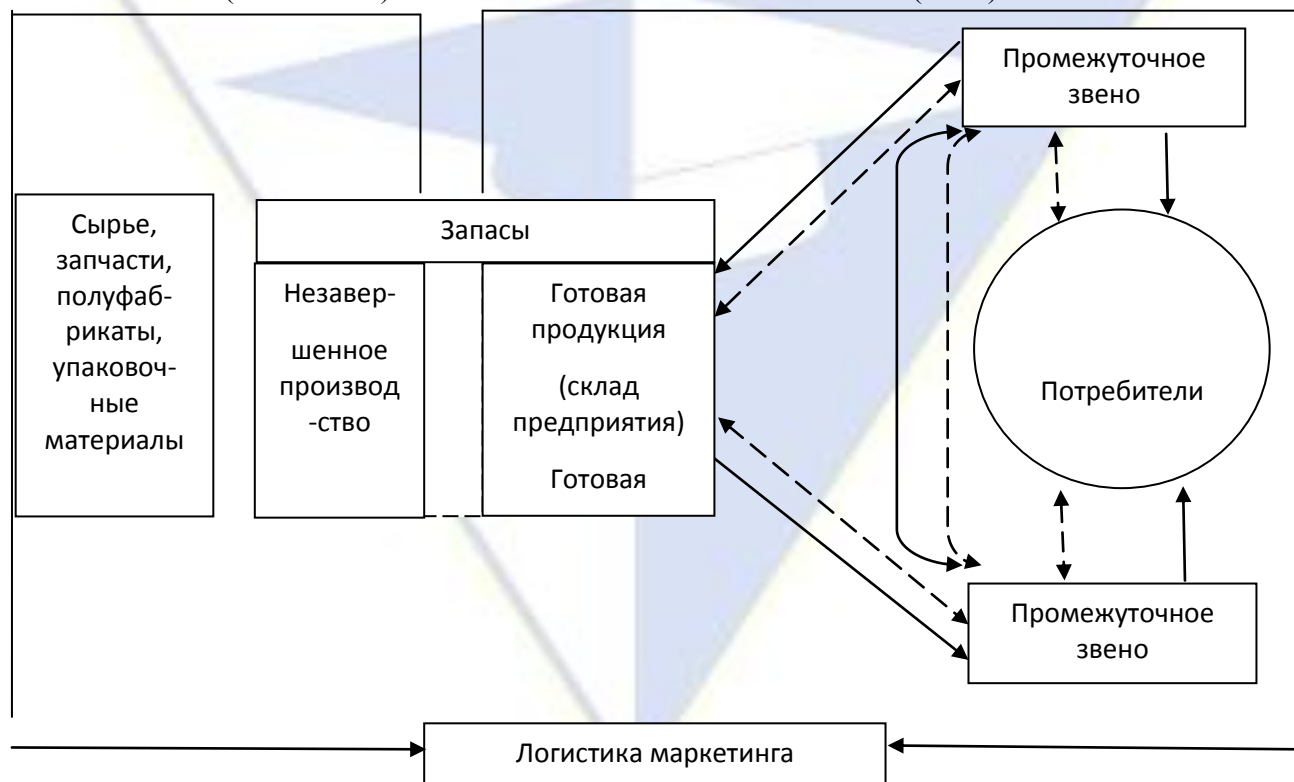 Промежуточное
звено
Сырье,
запчасти,
полуфаб-
рикаты,
упаковоч-
ные
материалы
Запасы
Незавер-
шенное
производ
-ство
Готовая
продукция
(склад
предприятия)
Готовая
Потребители
Промежуточное
звено
Логистика маркетинга